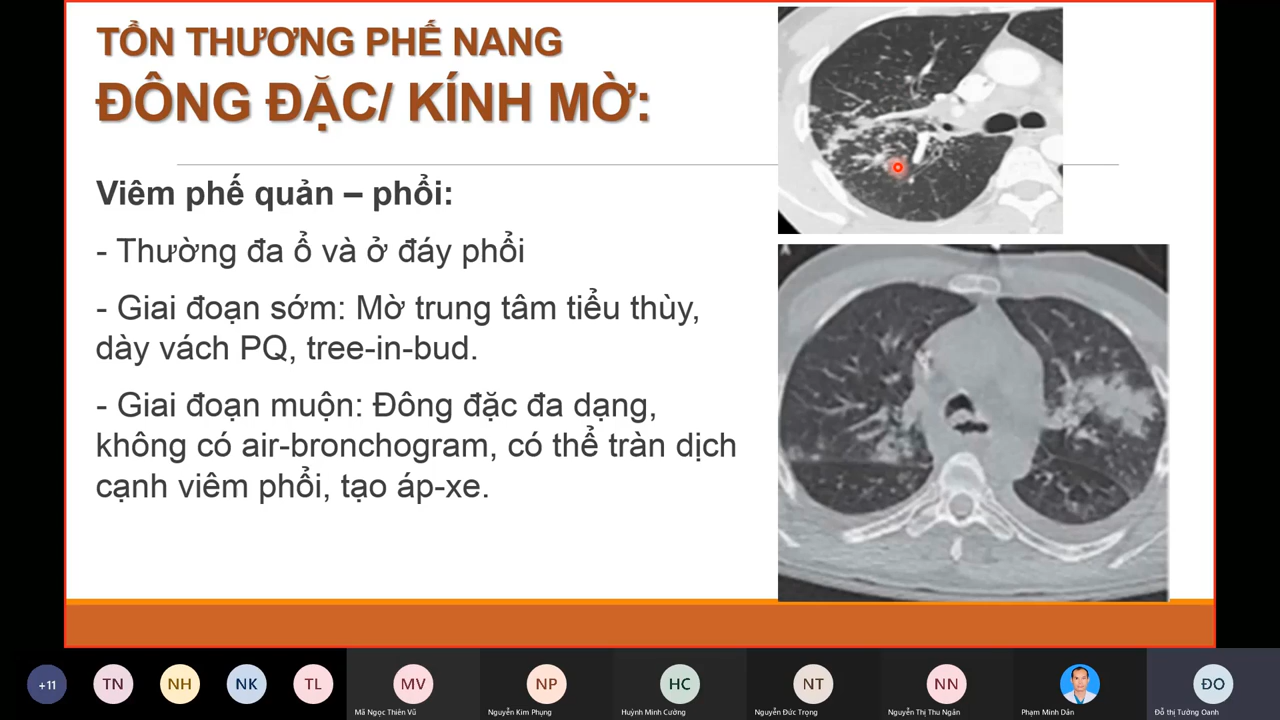 TỔN THƯƠNG PHẾ NANG
ĐÔNG ĐẶC/ KÍNH MỜ:
Viêm phế quản – phổi:
- Thường đa ổ và ở đáy phổi
- Giai đoạn sớm: Mờ trung tâm tiểu thùy,
dày vách PQ, tree-in-bud.
- Giai đoạn muộn: Đông đặc đa dạng,
không có air-bronchogram, có thể tràn dịch
cạnh viêm phổi, tạo áp-xe.
+11
TN
NH
NK
TL
MV
NP
HC
NT
NN
ĐO
Mã Ngọc Thiên Vũ
Nguyễn Kim Phụng
Huỳnh Minh Cường
Nguyễn Đức Trọng
Nguyễn Thị Thu Ngân
Phạm Minh Dân
Đỗ thị Tường Oanh